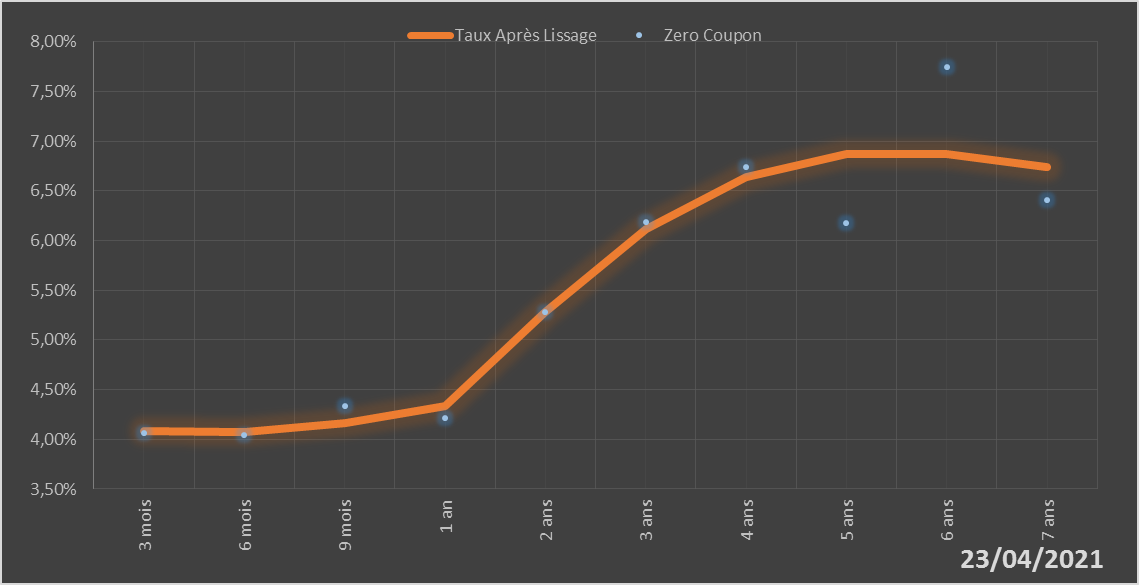 Taux Après Lissage
Zero Coupon
8,00%
7,50%
7,00%
6,50%
6,00%
5,50%
5,00%
4,50%
4,00%
3,50%
3 mois
6 mois
9 mois
1 an
2 ans
3 ans
4 ans
5 ans
6 ans
7 ans
23/04/2021